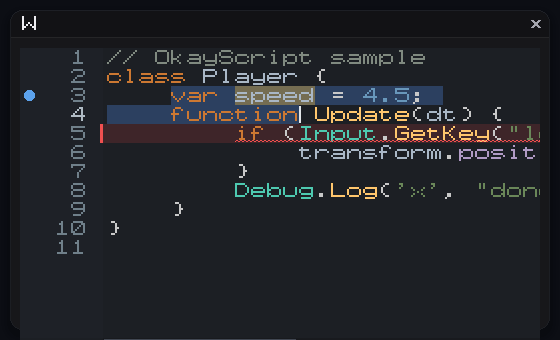 1 // OkayScript sample
2 class Player {
3 var speed = 4.5;
4 function Update(dt) {
5 if (Input.GetKey("l
6 transform.posit
7 }
8 Debug.Log('x', "don
9 }
10 }
11